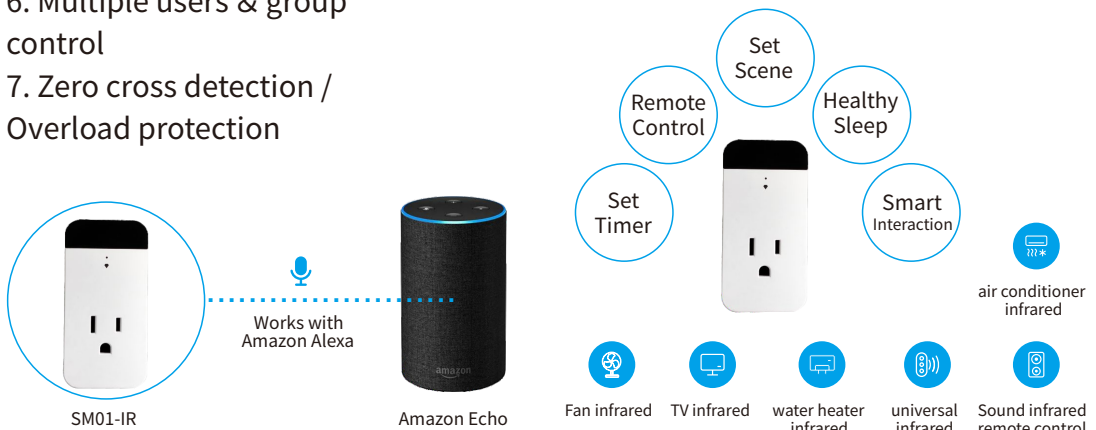 6. Multiple users & group
control
7. Zero cross detection /
Overload protection
Works with
Amazon Alexa
SM01-IR
amazon
Amazon Echo
Set
Scene
Remote
Control
Healthy
Sleep
Set
Timer
Smart
Interaction
air conditioner
infrared
Fan infrared
TV infrared
water heater
infrared
universal
infrared
Sound infrared
remote control